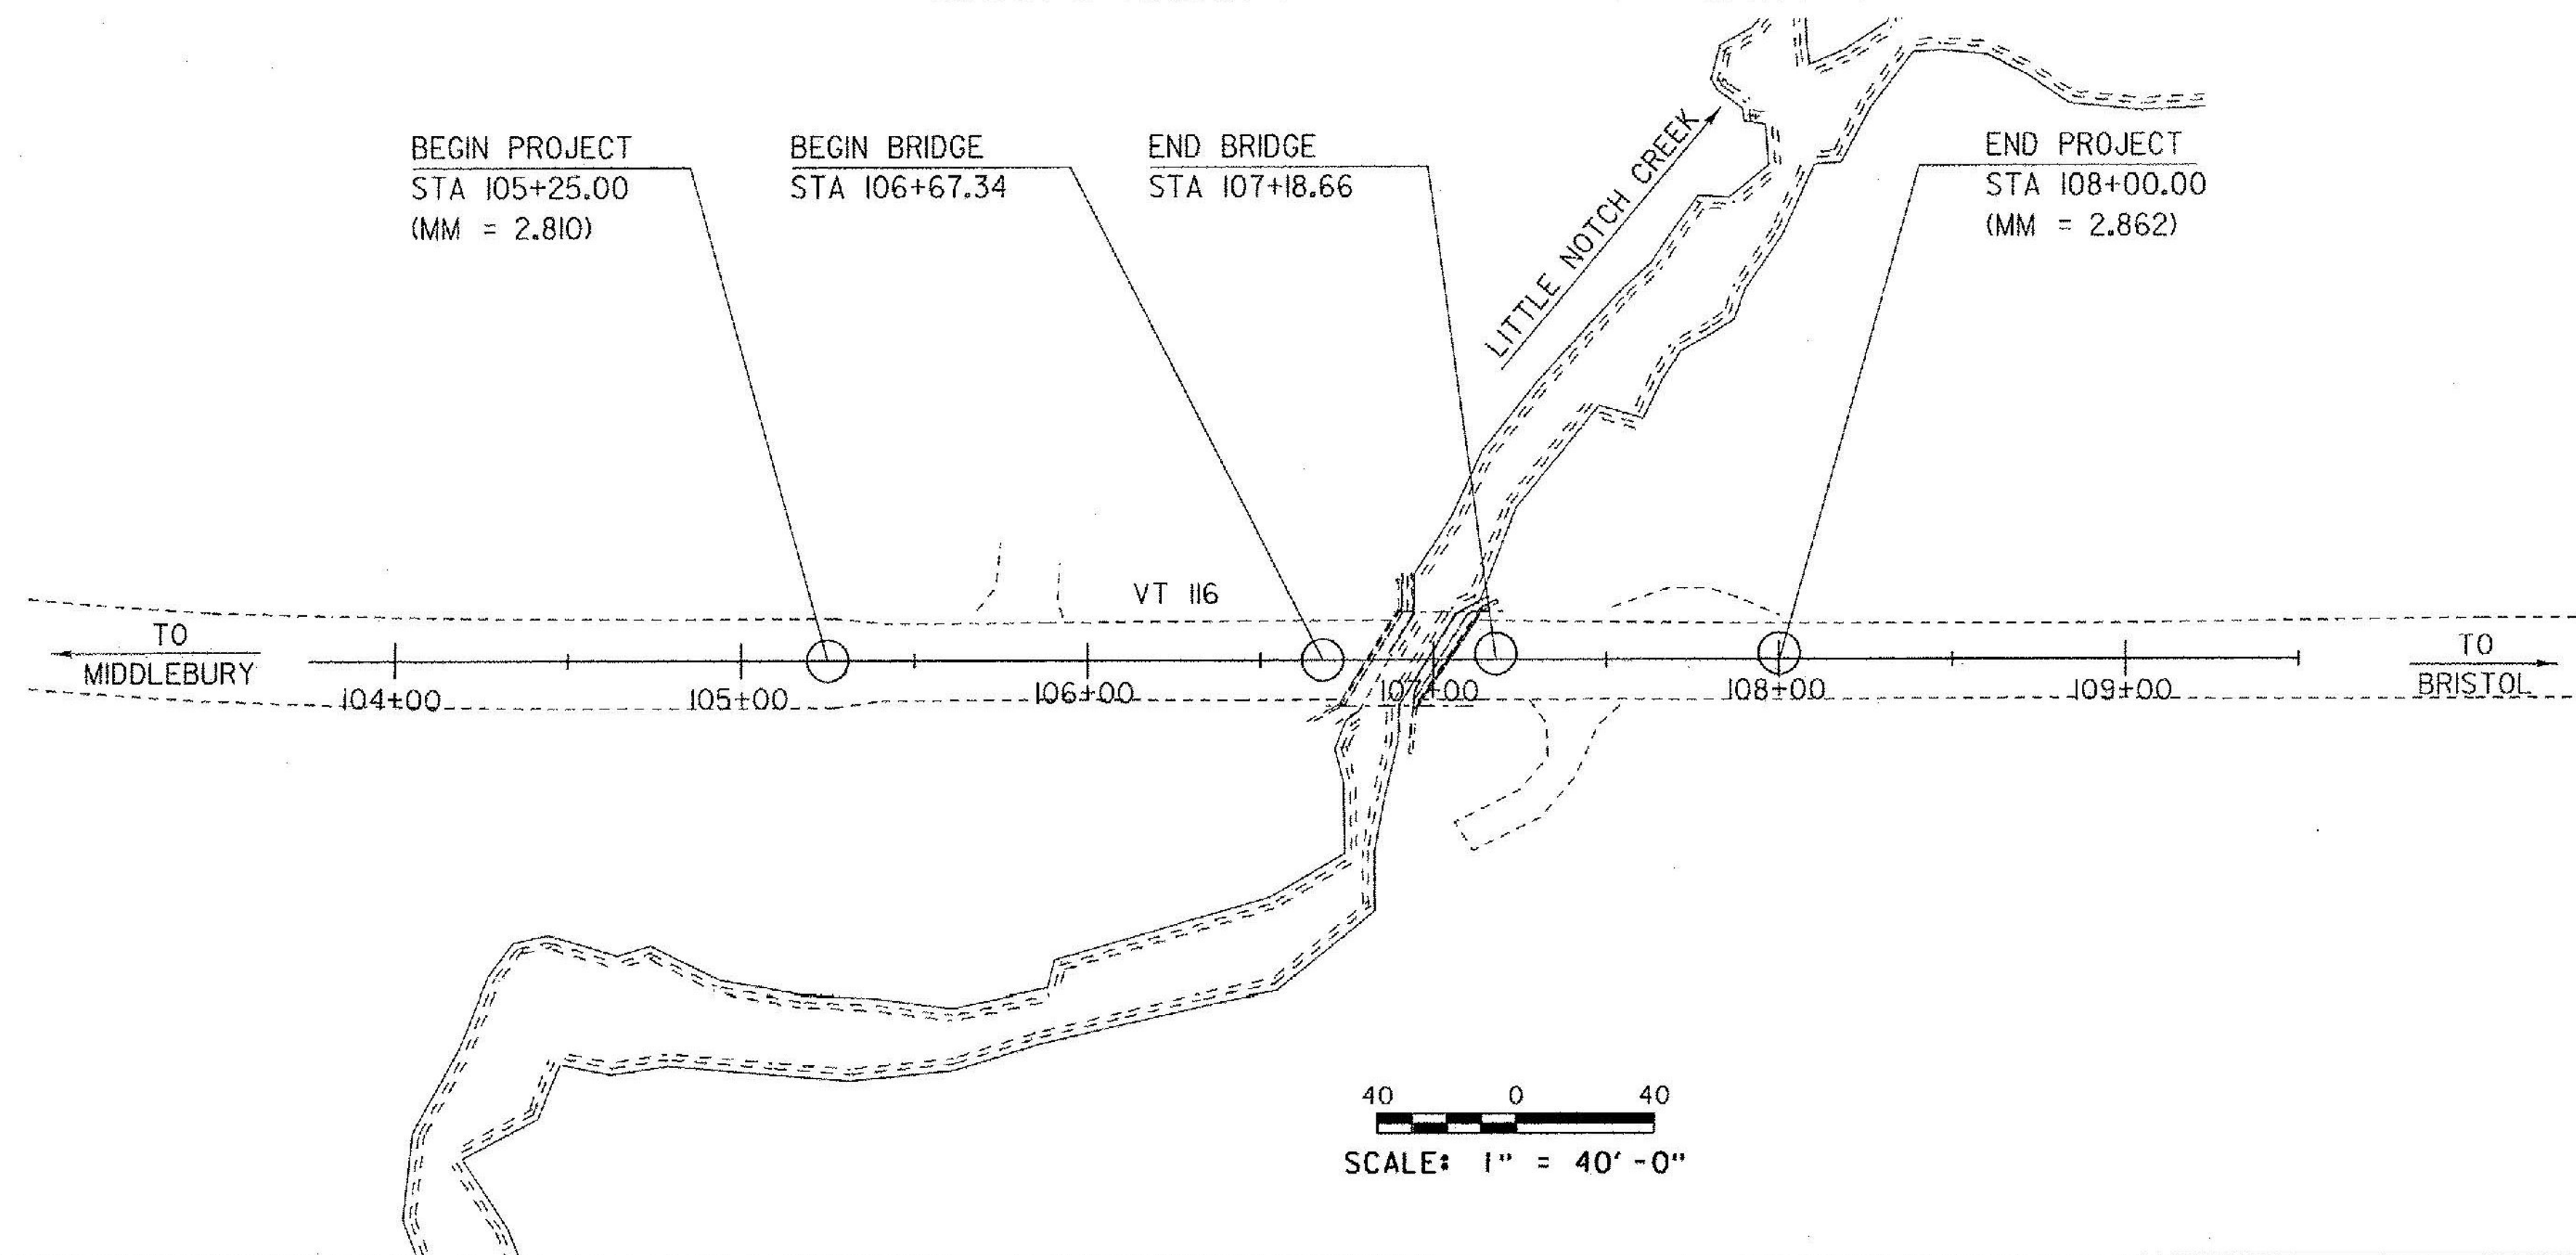 BEGIN PROJECT
STA 105+25.00
(MM = 2.810)
BEGIN BRIDGE
STA 106+67.34
END BRIDGE
STA 107+18.66
END PROJECT
STA 108+00.00
(MM = 2.862)
LITTLE NOTCH CREEK
VT 116
TO
MIDDLEBURY
TO
BRISTOL
104+00
105+00
106+00
107+00
108+00
109+00
40 0 40
SCALE: 1" = 40'-0"